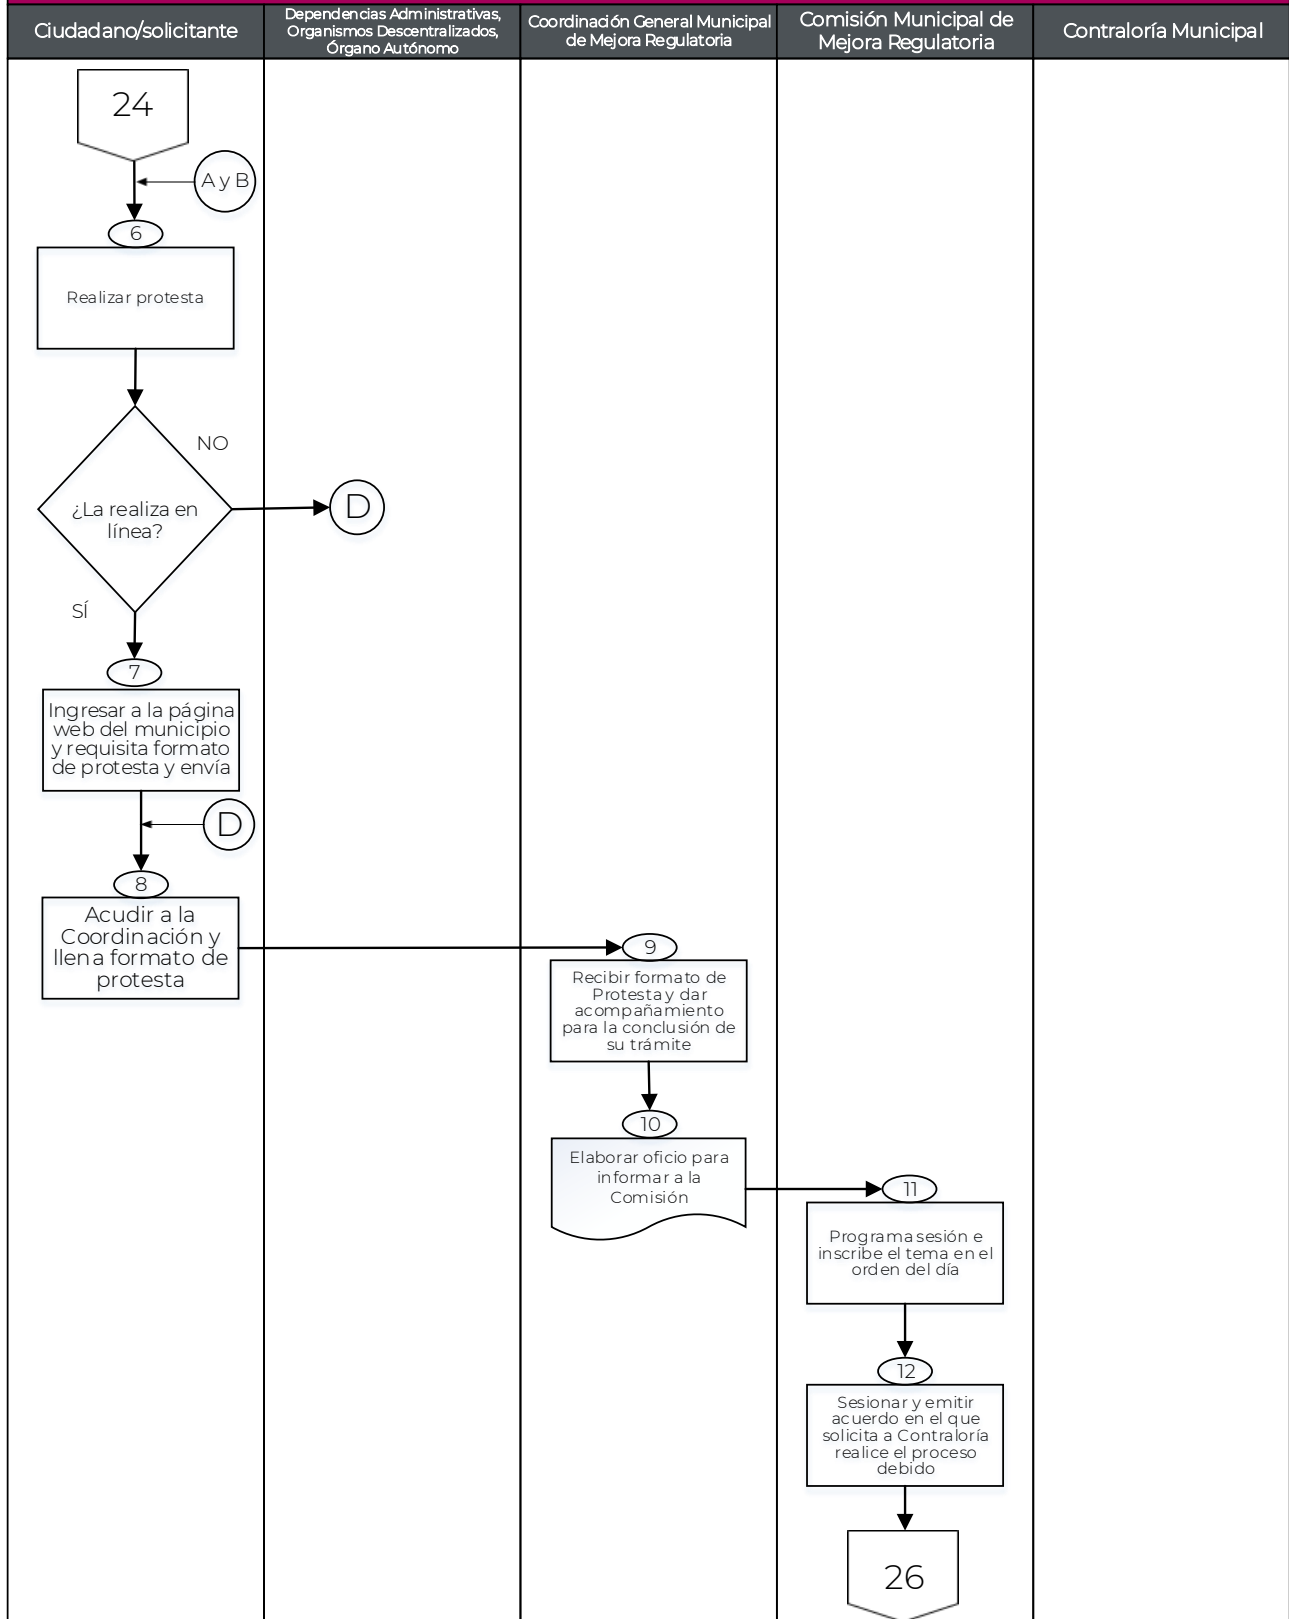 Ciudadano/solicitante
Dependencias Administrativas,
Organismos Descentralizados,
Órgano Autónomo
Coordinación General Municipal
de Mejora Regulatoria
Comisión Municipal de
Mejora Regulatoria
Contraloría Municipal
24
A y B
6
Realizar protesta
NO
¿La realiza en
línea?
D
SÍ
7
Ingresar a la página
web del municipio
y requisita formato
de protesta y envía
D
8
Acudir a la
Coordinación y
llena formato de
protesta
9
Recibir formato de
Protesta y dar
acompañamiento
para la conclusión de
su trámite
10
Elaborar oficio para
informar a la
Comisión
11
Programa sesión e
inscribe el tema en el
orden del día
12
Sesionar y emitir
acuerdo en el que
solicita a Contraloría
realice el proceso
debido
26